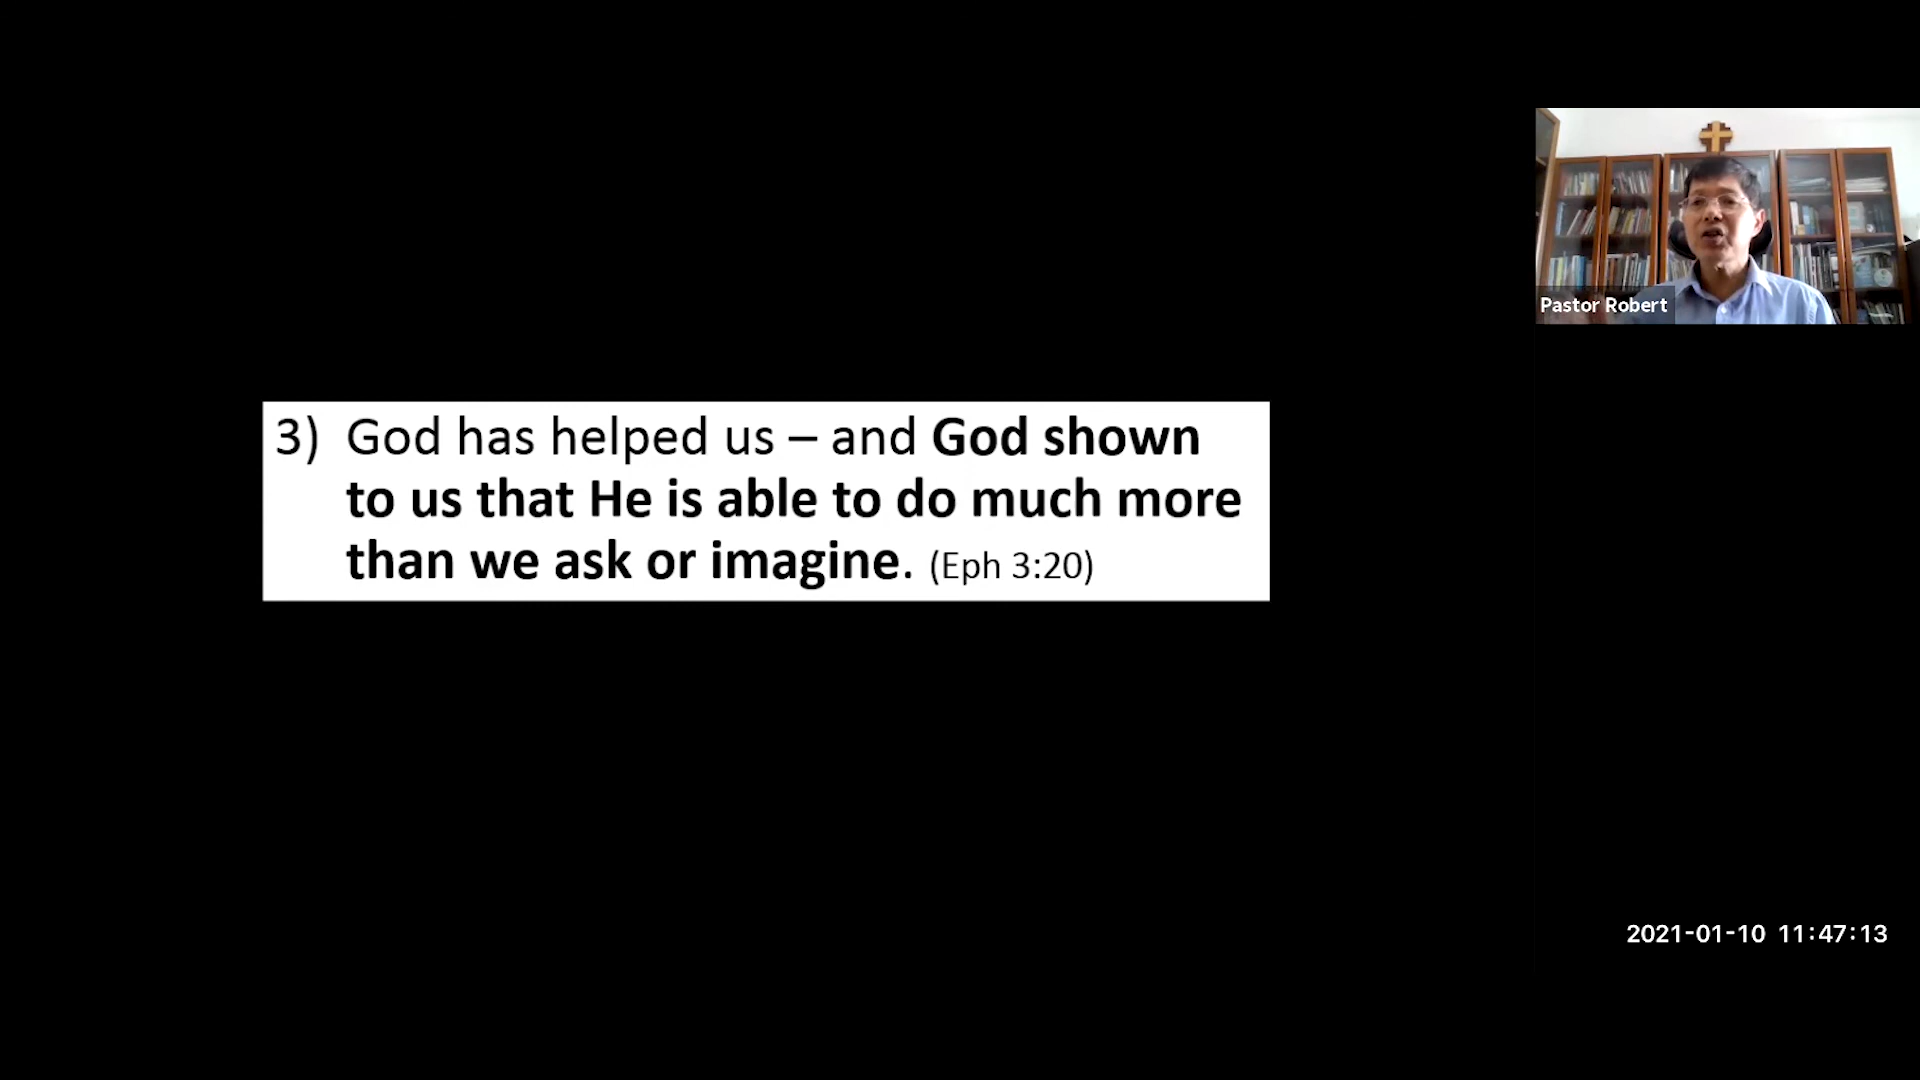 3) God has helped us – and God shown
to us that He is able to do much more
than we ask or imagine. (Eph 3:20)
Pastor Robert
2021-01-10 11:47:13